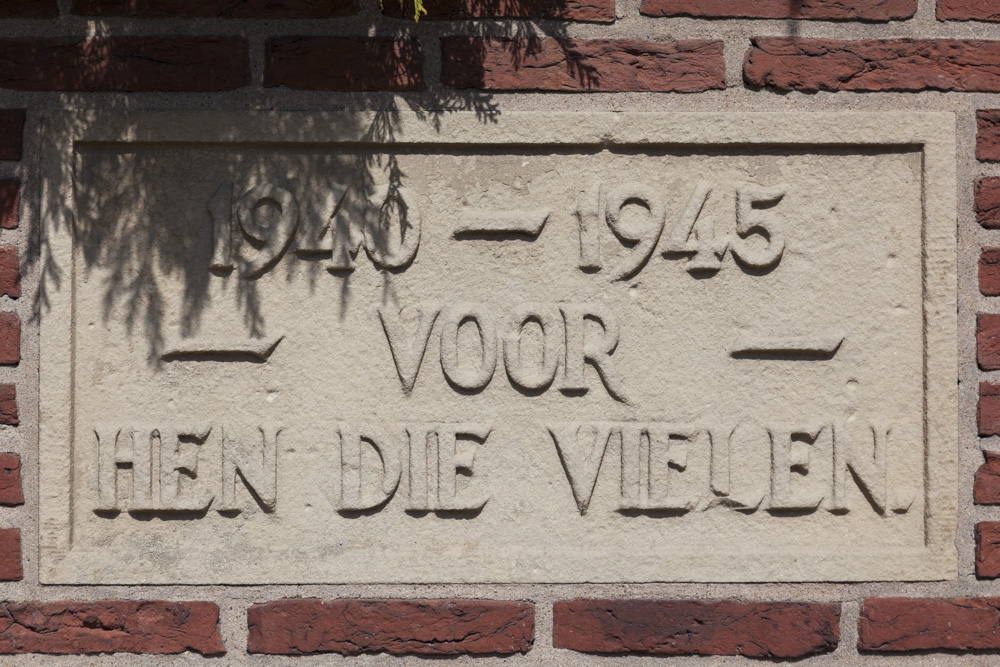 1940 – 1945
– VOOR –
HEN DIE VIELEN.